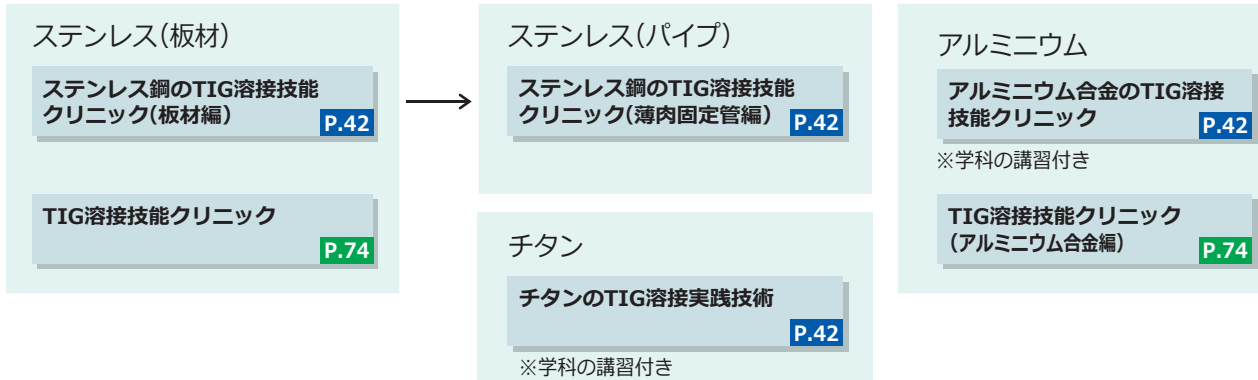 ステンレス(板材)
ステンレス鋼のTIG溶接技能
クリニック(板材編)
P.42
TIG溶接技能クリニック
P.74
ステンレス(パイプ)
ステンレス鋼のTIG溶接技能
クリニック(薄肉固定管編)
P.42
チタン
チタンのTIG溶接実践技術
P.42
※学科の講習付き
アルミニウム
アルミニウム合金のTIG溶接
技能クリニック
P.42
※学科の講習付き
TIG溶接技能クリニック
(アルミニウム合金編)
P.74